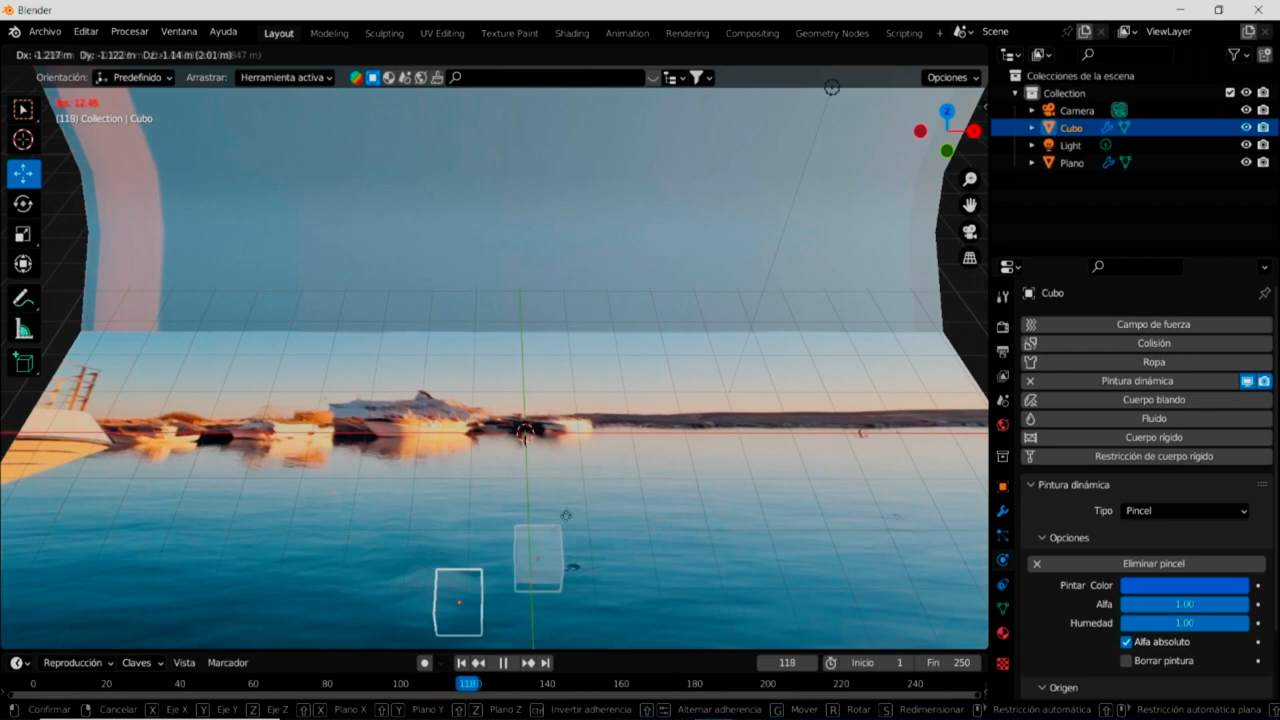 Blender
Archivo Editar Procesar Ventana Ayuda Layout Modeling Sculpting UV Editing Texture Paint Shading Animation Rendering Compositing Geometry Nodes Scripting + Scene ViewLayer
Orientación: Predefinido Arrastrar: Herramienta activa Opciones
fps: 12.45
(118) Collection | Cubo
Z
Colecciones de la escena
Collection
Camera
Cubo
Light
Plano
Cubo
Campo de fuerza
Colisión
Ropa
Pintura dinámica
Cuerpo blando
Fluido
Cuerpo rígido
Restricción de cuerpo rígido
Pintura dinámica
Tipo Pincel
Opciones
Eliminar pincel
Pintar Color
Alfa 1.00
Humedad 1.00
Alfa absoluto
Borrar pintura
Origen
Reproducción Claves Vista Marcador 118 Inicio 1 Fin 250
0 20 40 60 80 100 118 140 160 180 200 220 240
Confirmar Cancelar X Eje X Y Eje Y Z Eje Z X Plano X Y Plano Y Z Plano Z Invertir adherencia Alternar adherencia G Mover R Rotar S Redimensionar Restricción automática Restricción automática plana